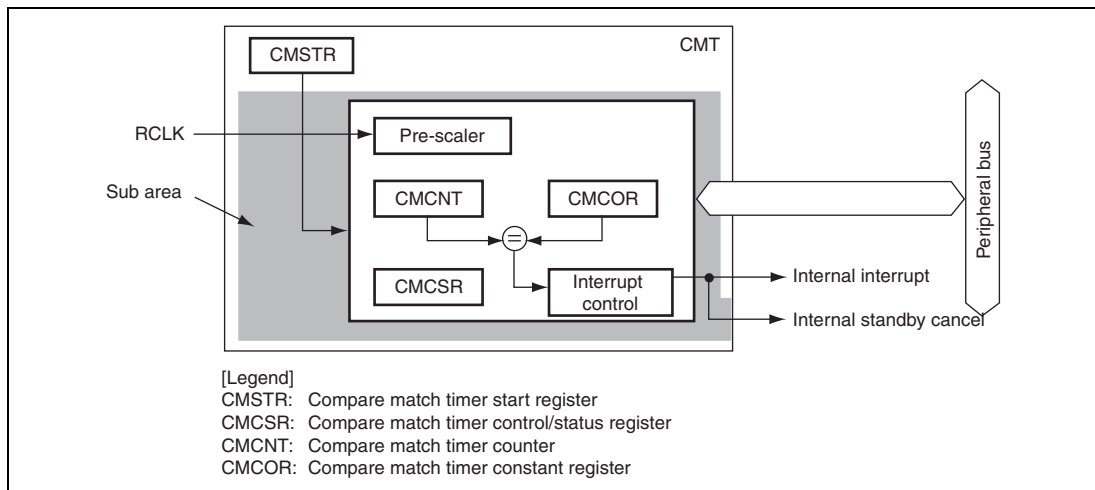 CMSTR
CMT
RCLK
Pre-scaler
Sub area
CMCNT
CMCOR
=
CMCSR
Interrupt
control
Internal interrupt
Internal standby cancel
Peripheral bus
[Legend]
CMSTR: Compare match timer start register
CMCSR: Compare match timer control/status register
CMCNT: Compare match timer counter
CMCOR: Compare match timer constant register